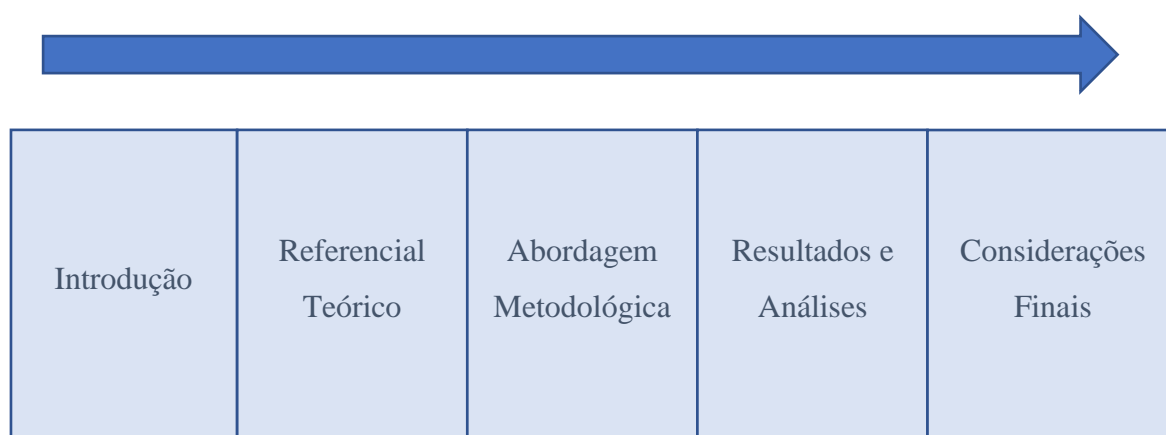 Introdução
Referencial
Teórico
Abordagem
Metodológica
Resultados e
Análises
Considerações
Finais